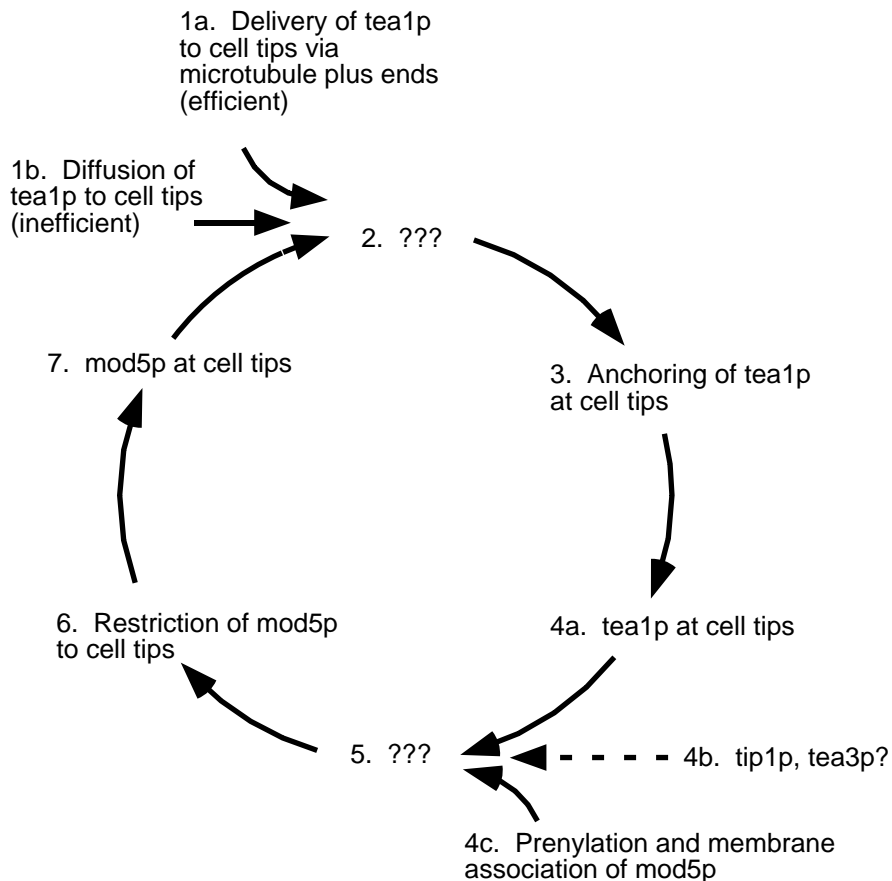 1a.  Delivery of tea1p
to cell tips via
microtubule plus ends
(efficient)
1b.  Diffusion of
tea1p to cell tips
(inefficient)
2.  ???
3.  Anchoring of tea1p
at cell tips
4a.  tea1p at cell tips
4b.  tip1p, tea3p?
4c.  Prenylation and membrane
association of mod5p
5.  ???
6.  Restriction of mod5p
to cell tips
7.  mod5p at cell tips